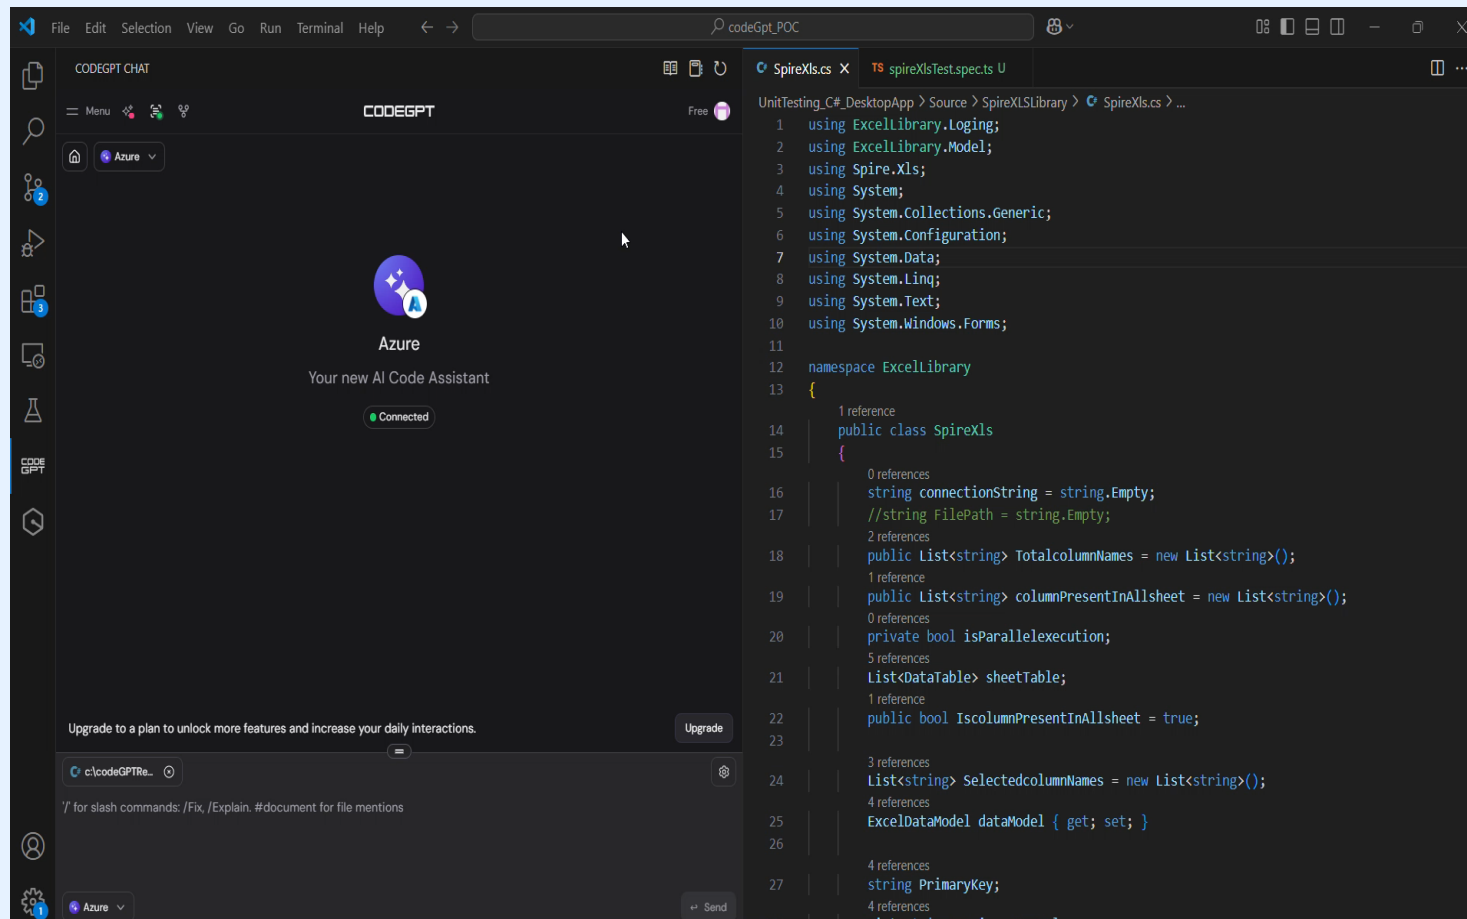 File Edit Selection View Go Run Terminal Help
codeGpt_POC
CODEGPT CHAT
Menu
CODEGPT
Free
Azure
Azure
Your new AI Code Assistant
Connected
Upgrade to a plan to unlock more features and increase your daily interactions.
Upgrade
c:\codeGPTRe...
'/' for slash commands: /Fix, /Explain. #document for file mentions
Azure
Send
2
3
CODE
GPT
1
SpireXls.cs X TS spireXlsTest.spec.ts U
UnitTesting_C#_DesktopApp > Source > SpireXLSLibrary > SpireXls.cs > ...
1 using ExcelLibrary.Loging;
2 using ExcelLibrary.Model;
3 using Spire.Xls;
4 using System;
5 using System.Collections.Generic;
6 using System.Configuration;
7 using System.Data;
8 using System.Linq;
9 using System.Text;
10 using System.Windows.Forms;
11
12 namespace ExcelLibrary
13 {
1 reference
14 public class SpireXls
15 {
0 references
16 string connectionString = string.Empty;
17 //string FilePath = string.Empty;
2 references
18 public List<string> TotalcolumnNames = new List<string>();
1 reference
19 public List<string> columnPresentInAllsheet = new List<string>();
0 references
20 private bool isParallelexecution;
5 references
21 List<DataTable> sheetTable;
1 reference
22 public bool IscolumnPresentInAllsheet = true;
23
3 references
24 List<string> SelectedcolumnNames = new List<string>();
4 references
25 ExcelDataModel dataModel { get; set; }
26
4 references
27 string PrimaryKey;
4 references